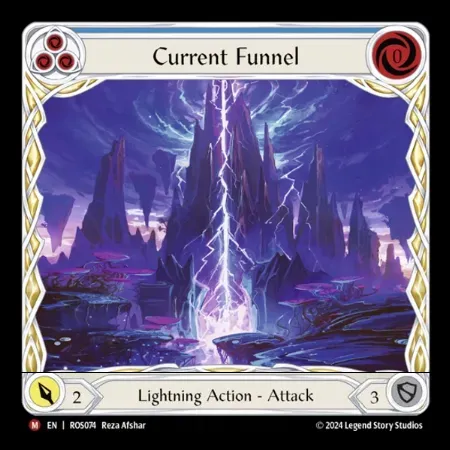 Current Funnel
0
2
Lightning Action - Attack
3
M EN | ROS074 Reza Afshar
© 2024 Legend Story Studios